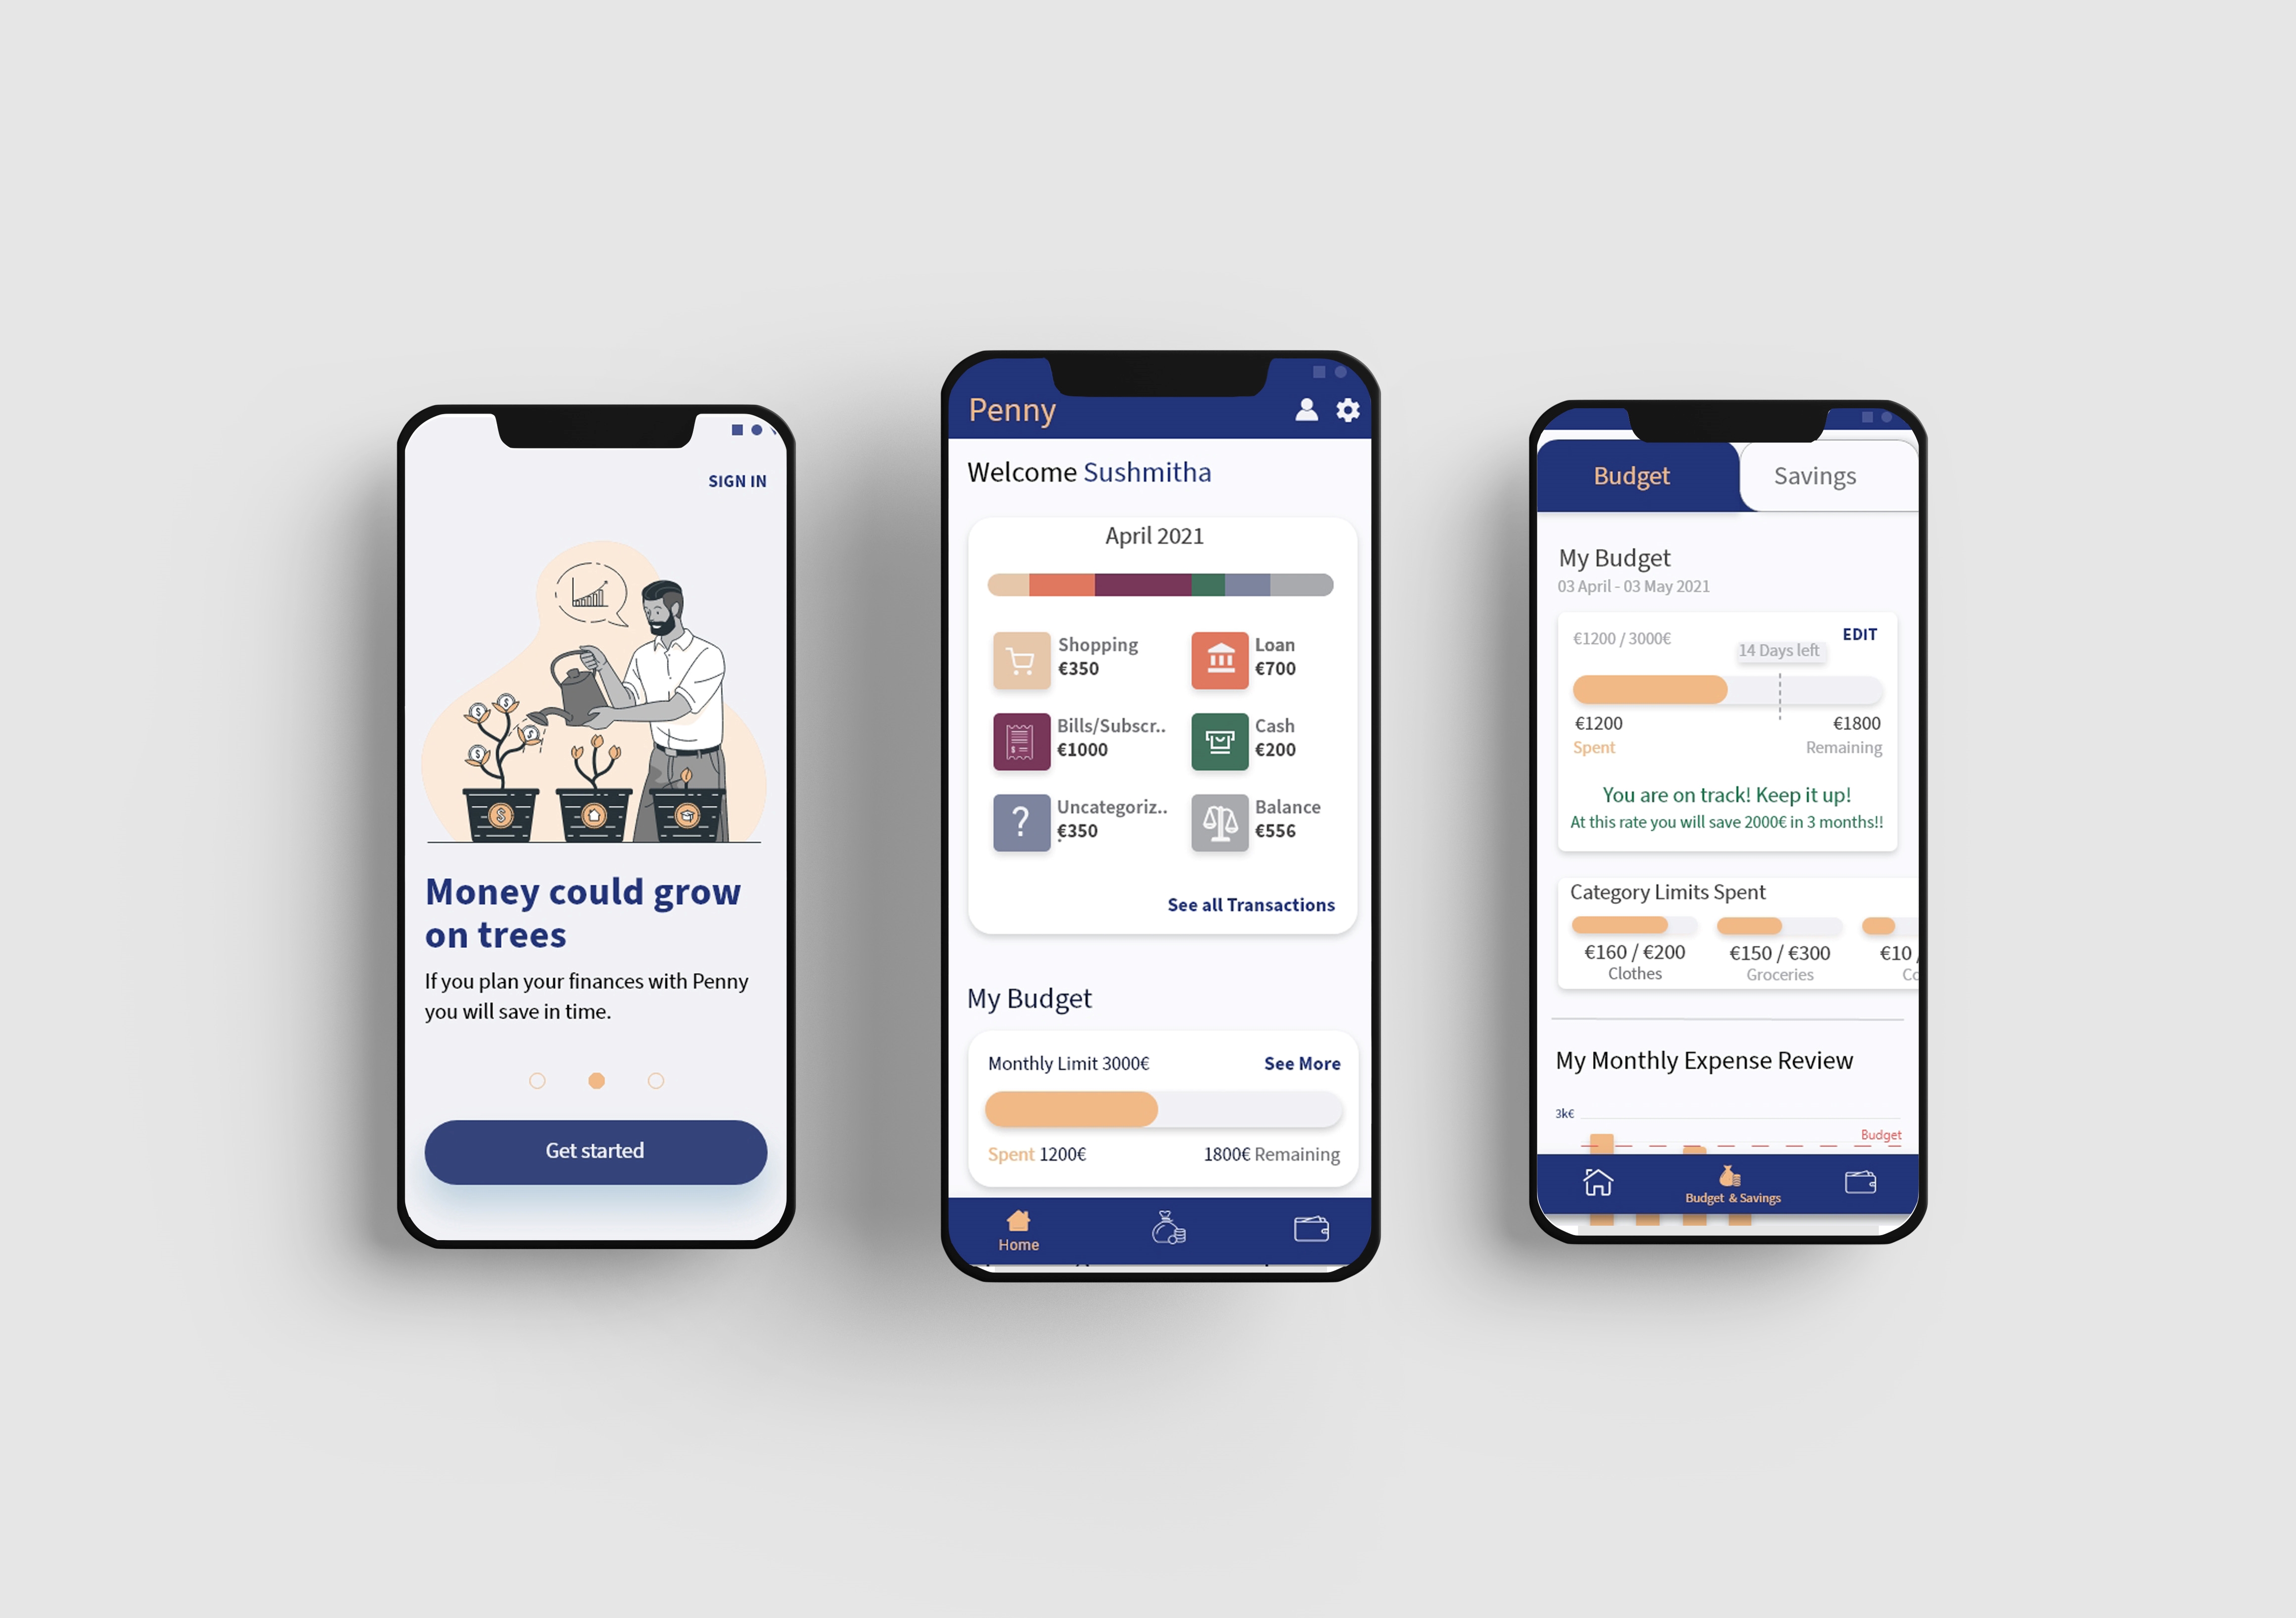 SIGN IN
Money could grow
on trees
If you plan your finances with Penny
you will save in time.
Get started
Penny
Welcome Sushmitha
April 2021
Shopping
€350
Loan
€700
Bills/Subscr..
€1000
Cash
€200
?
Uncategoriz..
€350
Balance
€556
See all Transactions
My Budget
Monthly Limit 3000€
See More
Spent 1200€
1800€ Remaining
Home
Budget
Savings
My Budget
03 April - 03 May 2021
€1200 / 3000€
EDIT
14 Days left
€1200
€1800
Spent
Remaining
You are on track! Keep it up!
At this rate you will save 2000€ in 3 months!!
Category Limits Spent
€160 / €200
€150 / €300
€10 /
Clothes
Groceries
My Monthly Expense Review
3k€
Budget
Budget & Savings